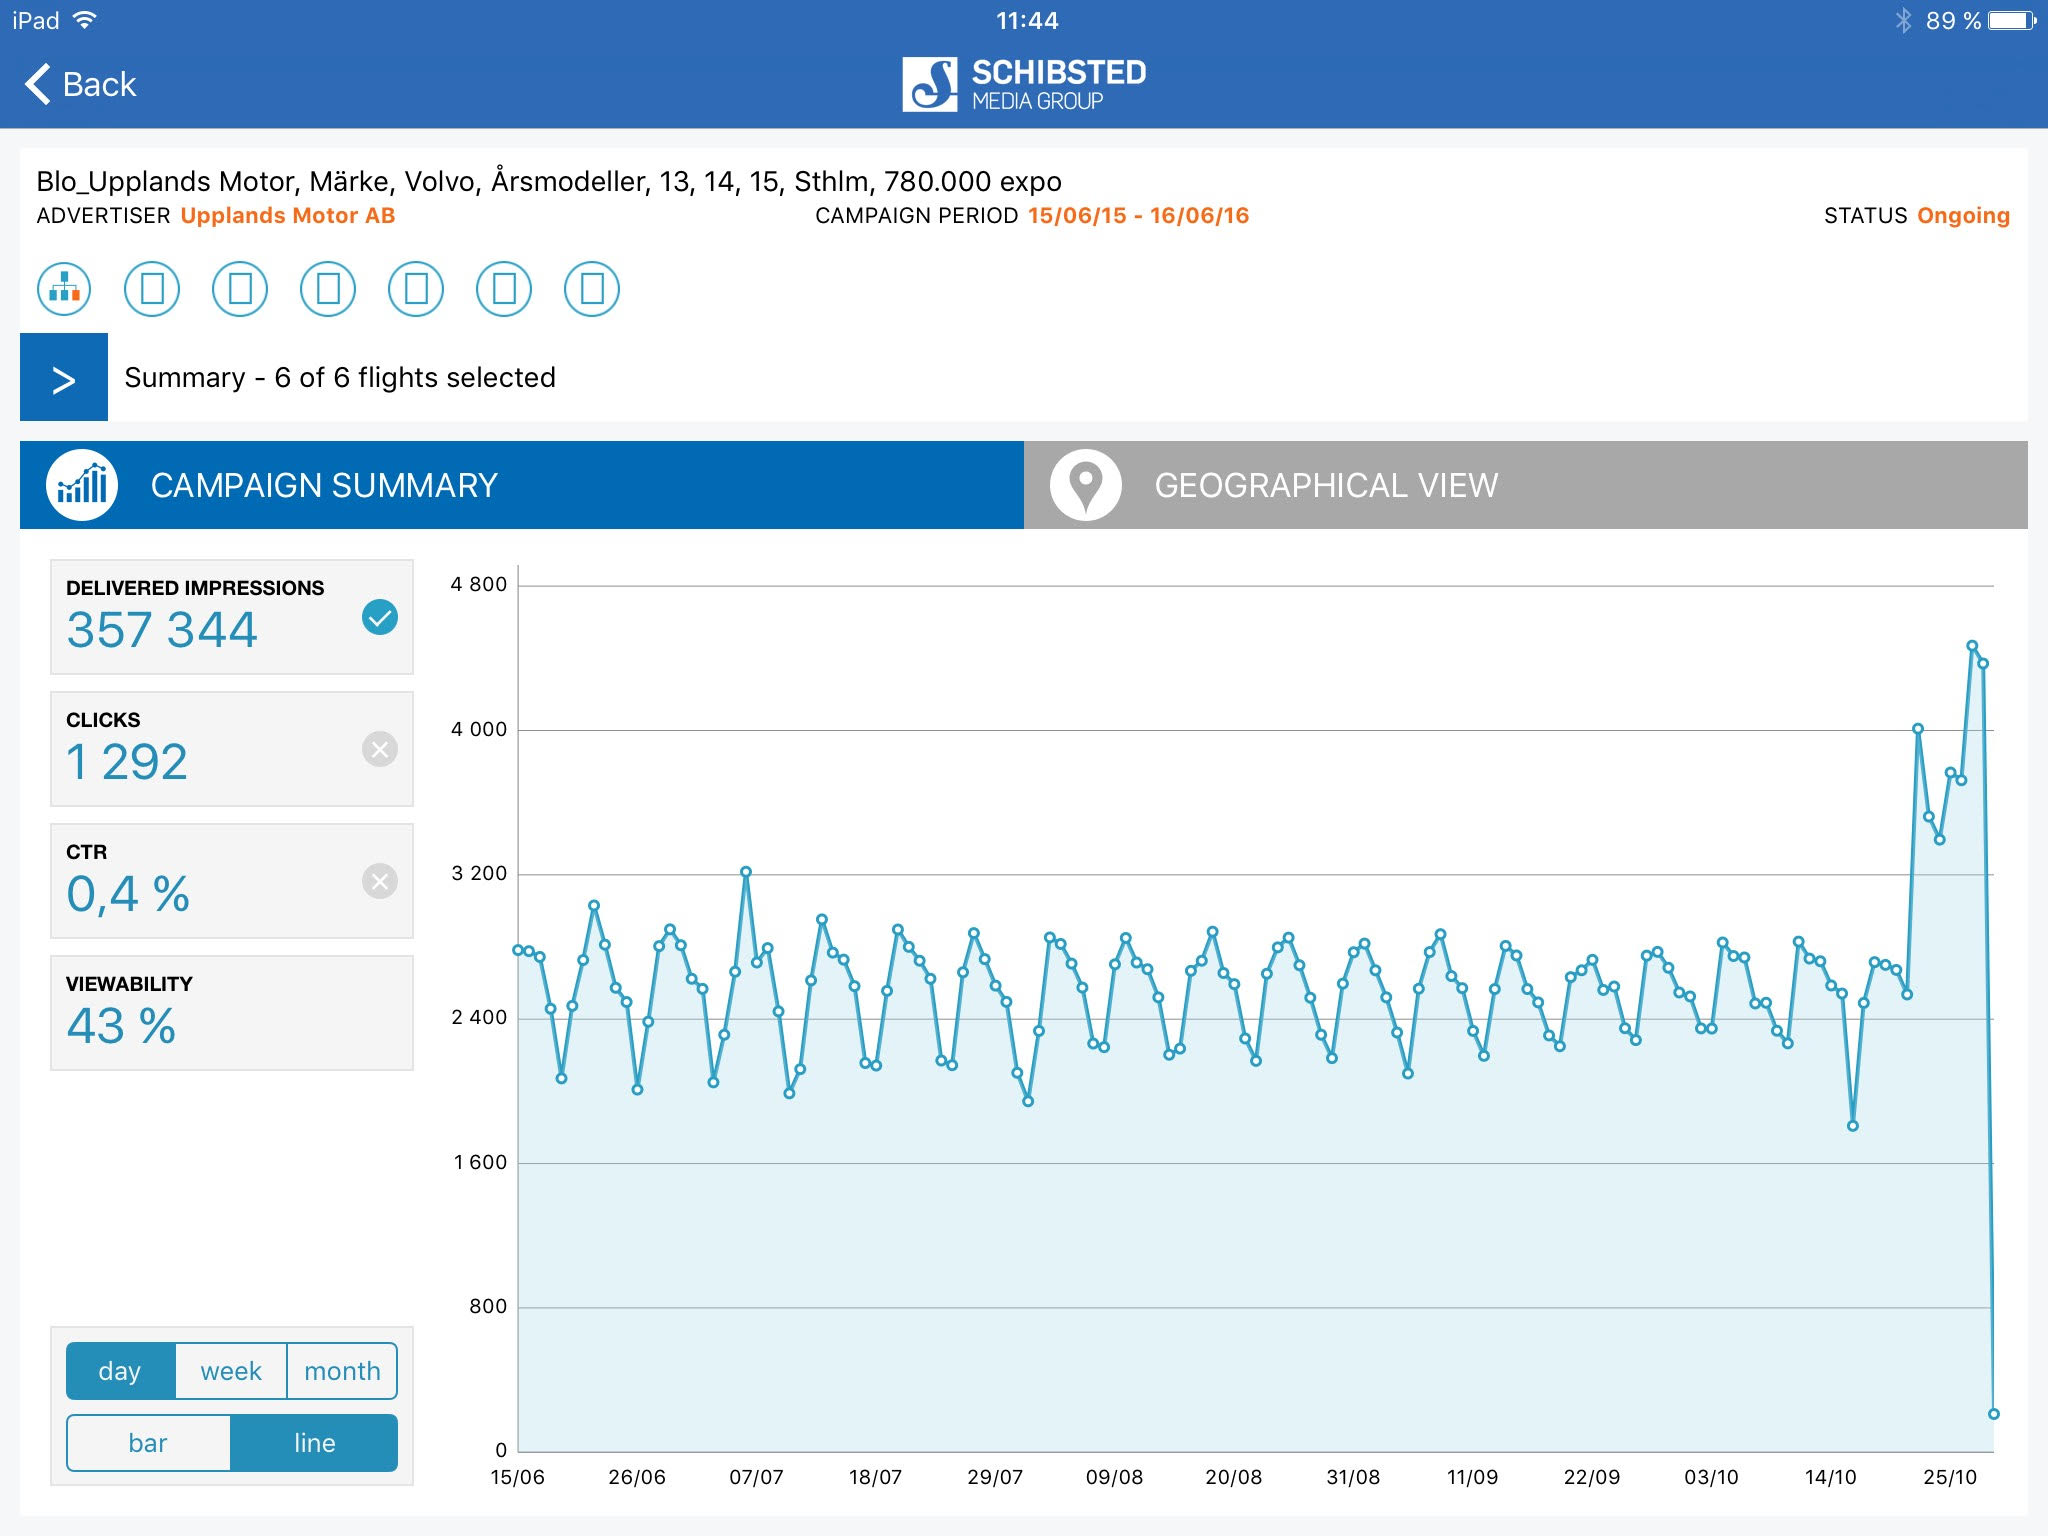 iPad 11:44 89 %
Back
SCHIBSTED
MEDIA GROUP
Blo_Upplands Motor, Märke, Volvo, Årsmodeller, 13, 14, 15, Sthlm, 780.000 expo
ADVERTISER Upplands Motor AB CAMPAIGN PERIOD 15/06/15 - 16/06/16 STATUS Ongoing
> Summary - 6 of 6 flights selected
CAMPAIGN SUMMARY
GEOGRAPHICAL VIEW
DELIVERED IMPRESSIONS
357 344
CLICKS
1 292
CTR
0,4 %
VIEWABILITY
43 %
day week month
bar line
4 800
4 000
3 200
2 400
1 600
800
0
15/06 26/06 07/07 18/07 29/07 09/08 20/08 31/08 11/09 22/09 03/10 14/10 25/10